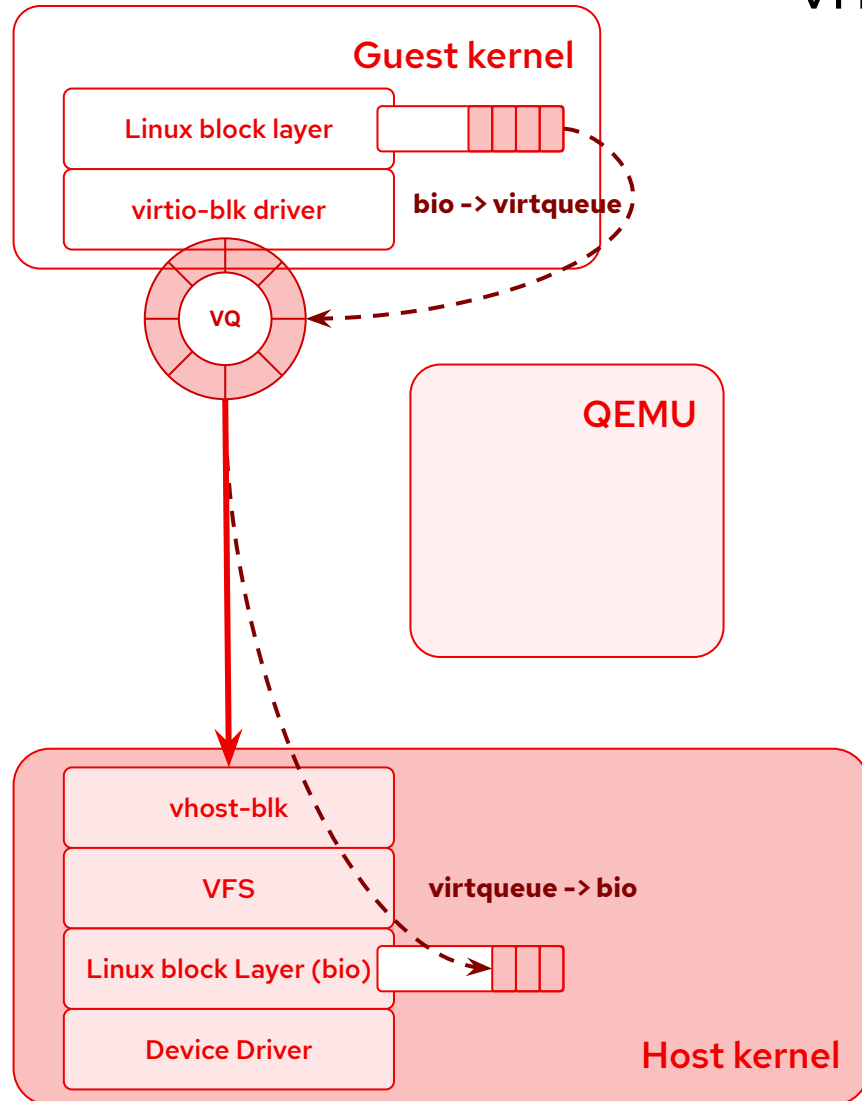 Guest kernel
Linux block layer
virtio-blk driver
bio -> virtqueue
VQ
QEMU
vhost-blk
VFS
virtqueue -> bio
Linux block Layer (bio)
Device Driver
Host kernel